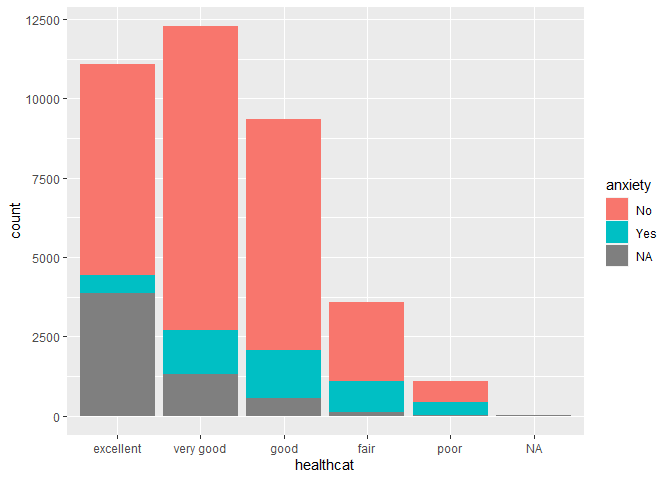 12500
10000
7500
5000
2500
0
count
excellent
very good
good
fair
poor
NA
healthcat
anxiety
No
Yes
NA